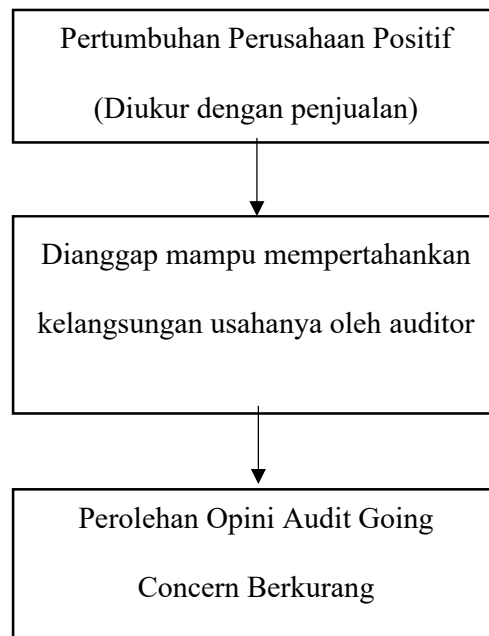 Pertumbuhan Perusahaan Positif
(Diukur dengan penjualan)
Dianggap mampu mempertahankan
kelangsungan usahanya oleh auditor
Perolehan Opini Audit Going
Concern Berkurang